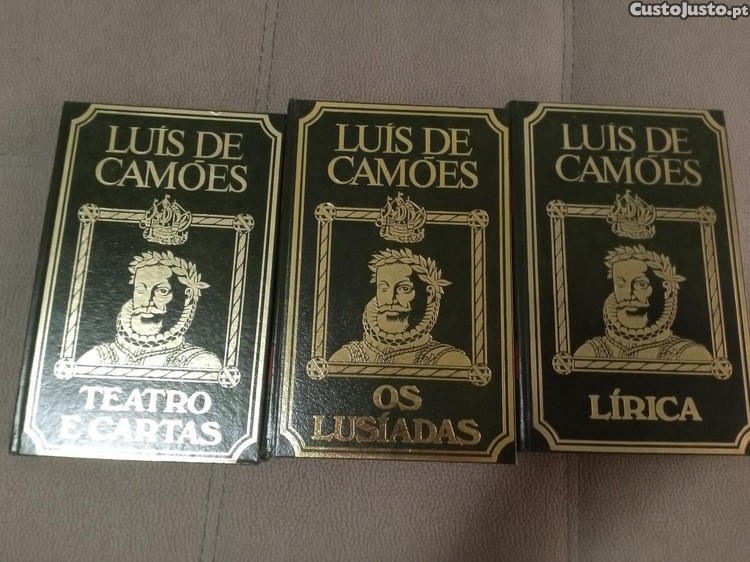 CustoJusto.pt
LUÍS DE
CAMÕES
TEATRO
E CARTAS
LUÍS DE
CAMÕES
OS
LUSÍADAS
LUÍS DE
CAMÕES
LÍRICA